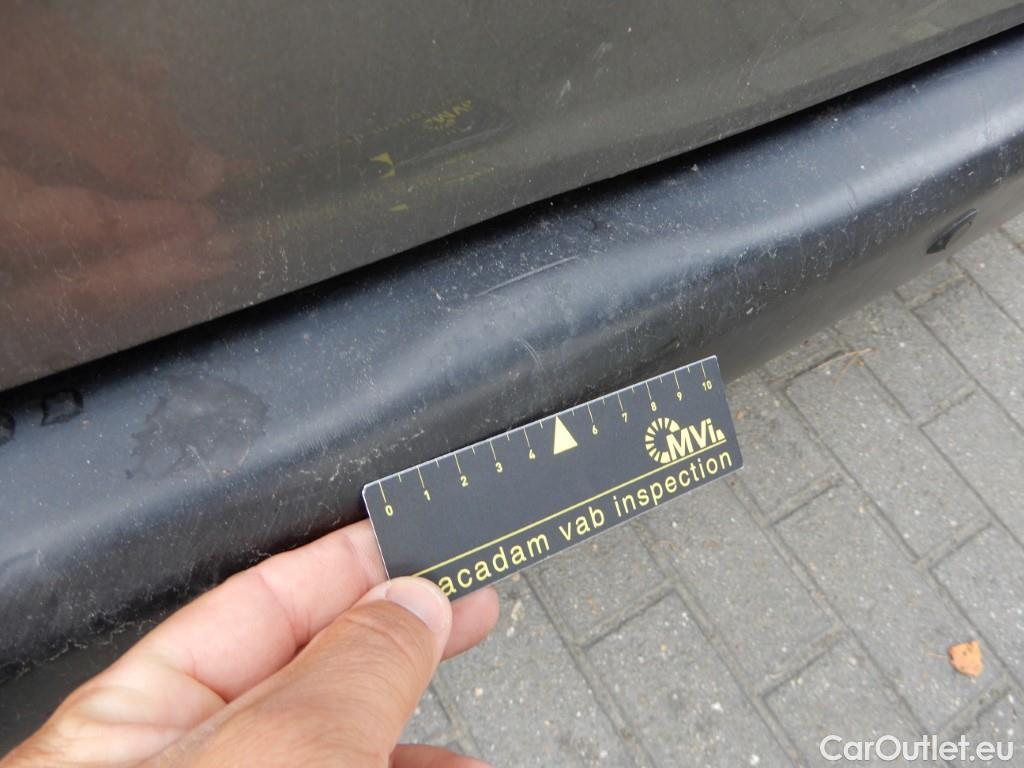 0 1 2 3 4 6 7 8 9 10
MVi
acadam vab inspection
CarOutlet.eu